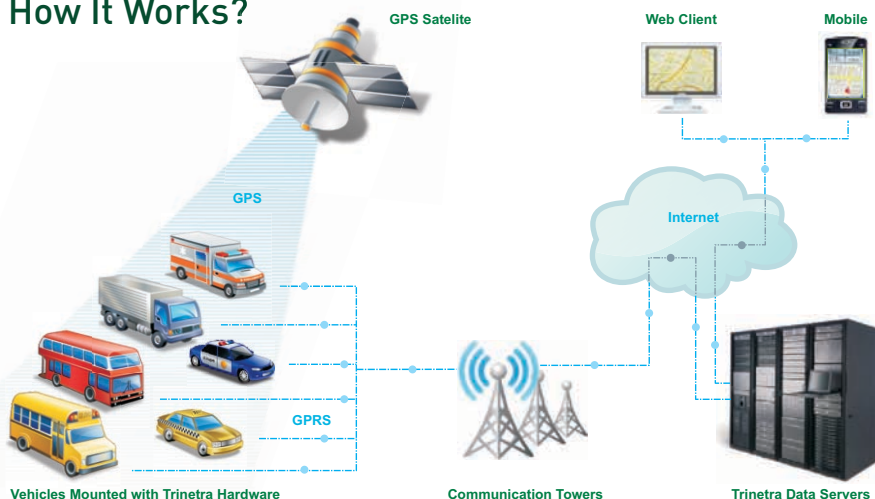 How It Works?
GPS Satelite
Web Client
Mobile
GPS
Internet
GPRS
Vehicles Mounted with Trinetra Hardware
Communication Towers
Trinetra Data Servers